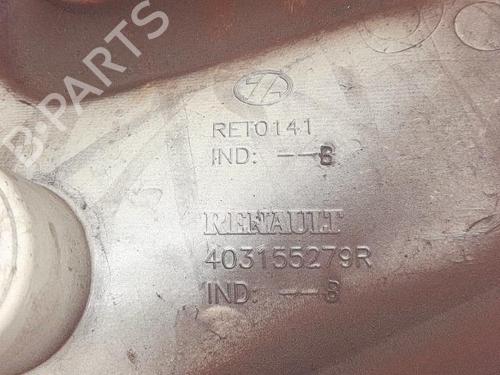 RET0141
IND: --B
RENAULT
403155279R
IND: --B
B-PARTS